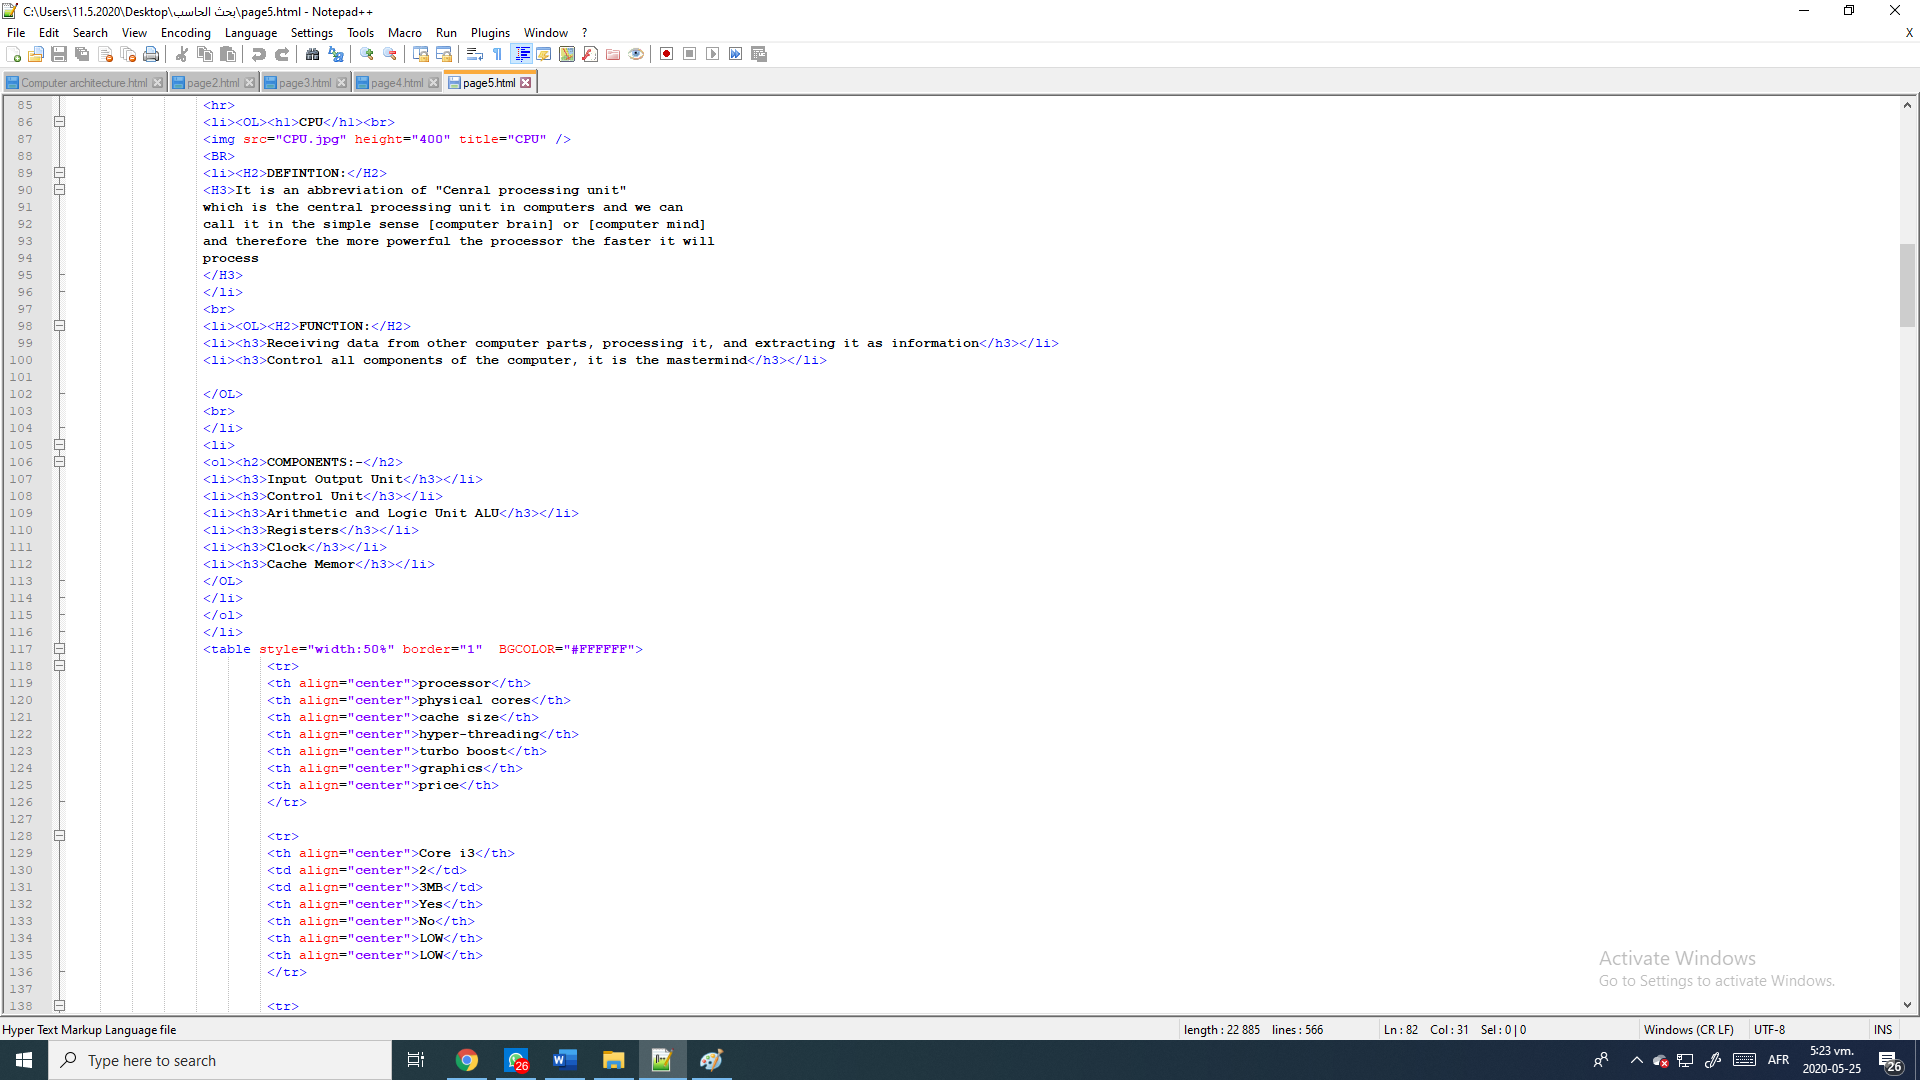 C:\Users\11.5.2020\Desktop\بحث الحاسب\page5.html - Notepad++
File Edit Search View Encoding Language Settings Tools Macro Run Plugins Window ? X
Computer architecture.html page2.html page3.html page4.html page5.html
85 <hr>
86 <li><OL><h1>CPU</h1><br>
87 <img src="CPU.jpg" height="400" title="CPU" />
88 <BR>
89 <li><H2>DEFINTION:</H2>
90 <H3>It is an abbreviation of "Cenral processing unit"
91 which is the central processing unit in computers and we can
92 call it in the simple sense [computer brain] or [computer mind]
93 and therefore the more powerful the processor the faster it will
94 process
95 </H3>
96 </li>
97 <br>
98 <li><OL><H2>FUNCTION:</H2>
99 <li><h3>Receiving data from other computer parts, processing it, and extracting it as information</h3></li>
100 <li><h3>Control all components of the computer, it is the mastermind</h3></li>
101
102 </OL>
103 <br>
104 </li>
105 <li>
106 <ol><h2>COMPONENTS:-</h2>
107 <li><h3>Input Output Unit</h3></li>
108 <li><h3>Control Unit</h3></li>
109 <li><h3>Arithmetic and Logic Unit ALU</h3></li>
110 <li><h3>Registers</h3></li>
111 <li><h3>Clock</h3></li>
112 <li><h3>Cache Memor</h3></li>
113 </OL>
114 </li>
115 </ol>
116 </li>
117 <table style="width:50%" border="1"  BGCOLOR="#FFFFFF">
118 <tr>
119 <th align="center">processor</th>
120 <th align="center">physical cores</th>
121 <th align="center">cache size</th>
122 <th align="center">hyper-threading</th>
123 <th align="center">turbo boost</th>
124 <th align="center">graphics</th>
125 <th align="center">price</th>
126 </tr>
127
128 <tr>
129 <th align="center">Core i3</th>
130 <td align="center">2</td>
131 <td align="center">3MB</td>
132 <th align="center">Yes</th>
133 <th align="center">No</th>
134 <th align="center">LOW</th>
135 <th align="center">LOW</th>
136 </tr>
137
138 <tr>
Activate Windows
Go to Settings to activate Windows.
Hyper Text Markup Language file length : 22 885 lines : 566 Ln : 82 Col : 31 Sel : 0 | 0 Windows (CR LF) UTF-8 INS
Type here to search 26 AFR 5:23 vm. 26
2020-05-25